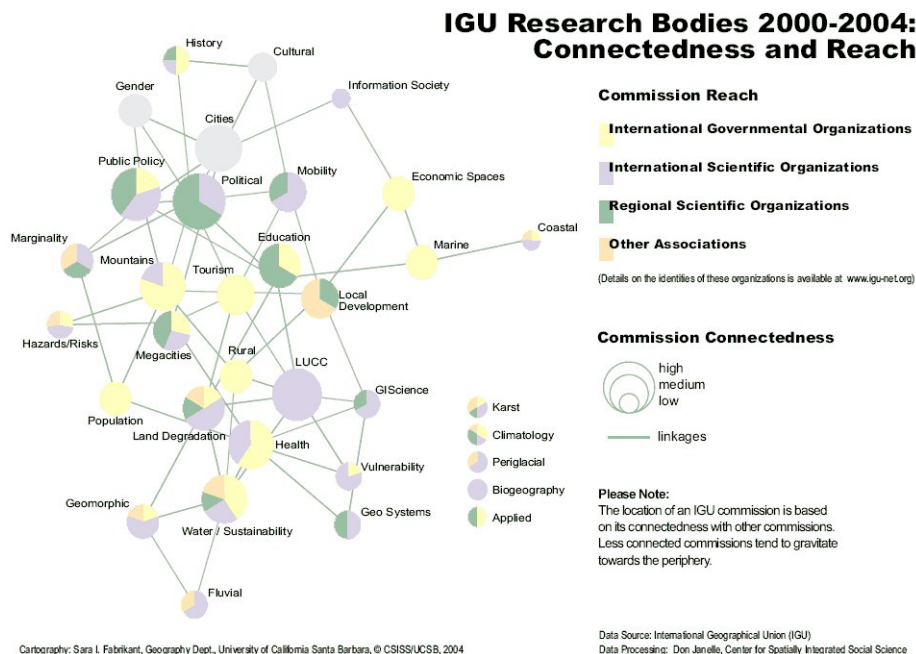 IGU Research Bodies 2000-2004:
Connectedness and Reach
History
Cultural
Gender
Information Society
Cities
Public Policy
Political
Mobility
Economic Spaces
Marginality
Mountains
Tourism
Education
Marine
Coastal
Local
Development
Hazards/Risks
Megacities
Rural
LUCC
GIScience
Population
Land Degradation
Health
Vulnerability
Geomorphic
Water / Sustainability
Geo Systems
Fluvial
Karst
Climatology
Periglacial
Biogeography
Applied
Commission Reach
International Governmental Organizations
International Scientific Organizations
Regional Scientific Organizations
Other Associations
(Details on the identities of these organizations is available at www.igu-net.org)
Commission Connectedness
high
medium
low
linkages
Please Note:
The location of an IGU commission is based
on its connectedness with other commissions.
Less connected commissions tend to gravitate
towards the periphery.
Cartography: Sara I. Fabrikant, Geography Dept., University of California Santa Barbara, © CSISS/UCSB, 2004
Data Source: International Geographical Union (IGU)
Data Processing: Don Janelle, Center for Spatially Integrated Social Science